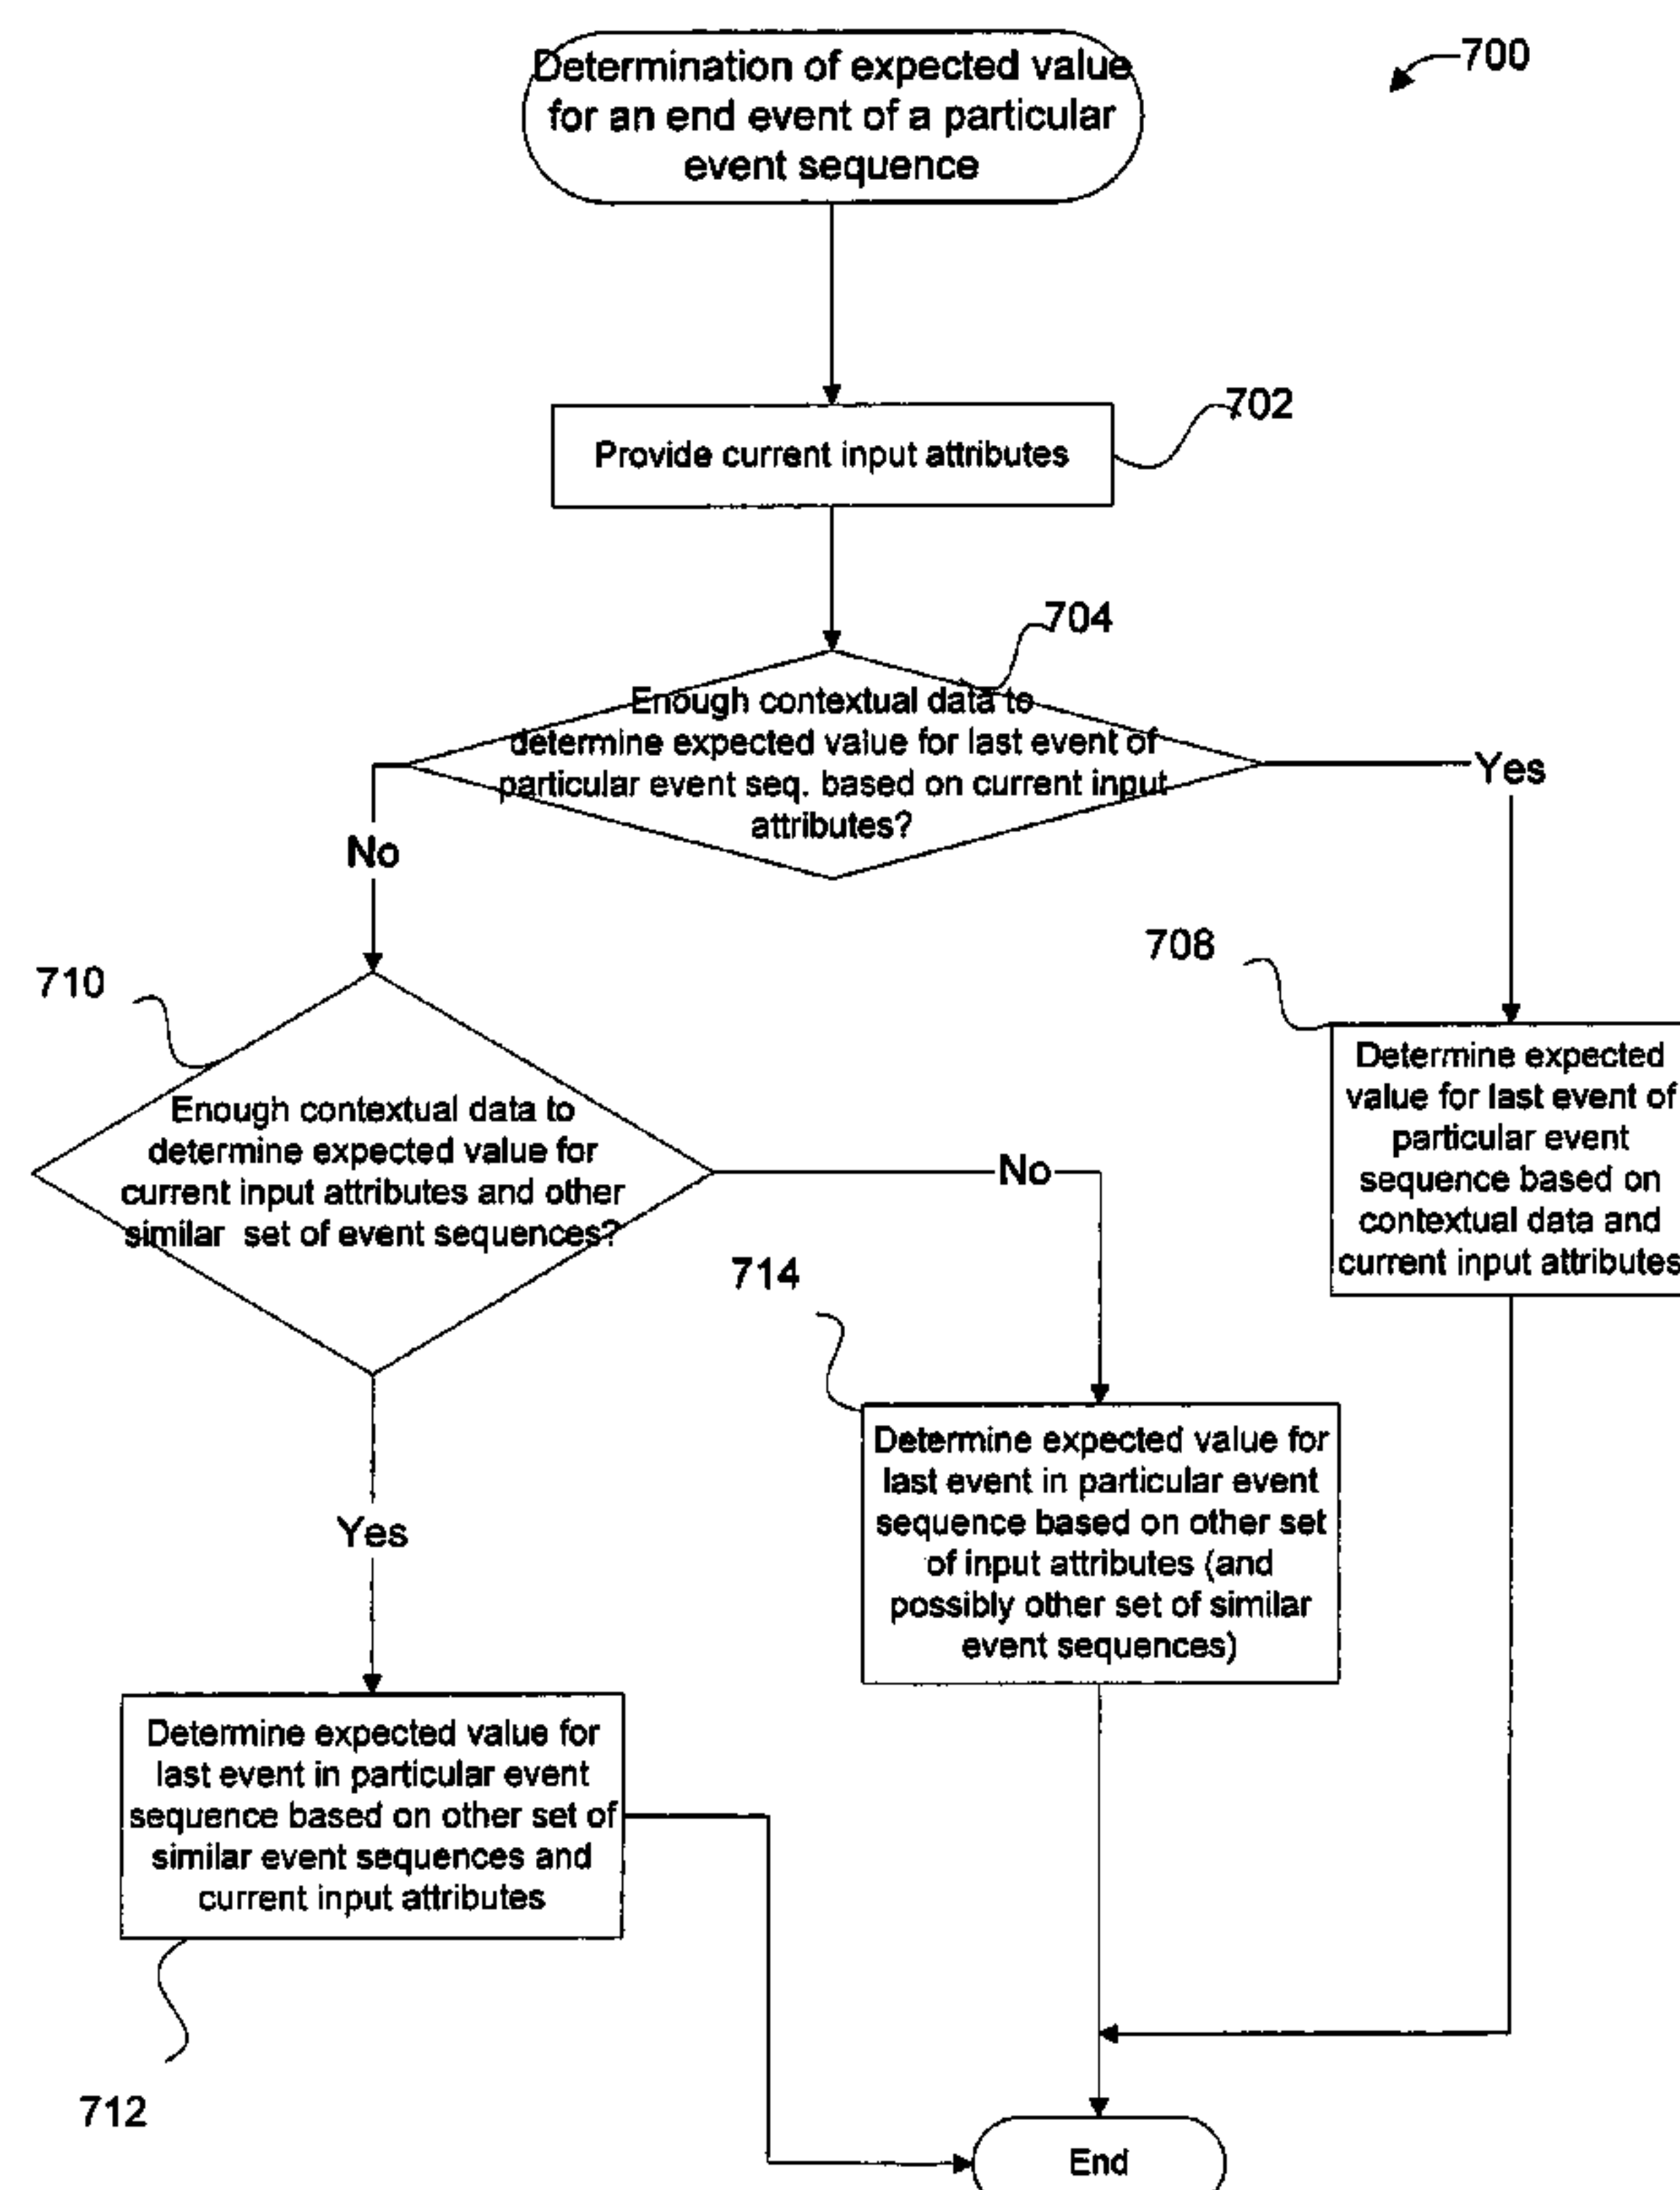 Determination of expected value
for an end event of a particular
event sequence
700
Provide current input attributes
702
704
Enough contextual data to
determine expected value for last event of
particular event seq. based on current input
attributes?
Yes
No
708
710
Determine expected
value for last event of
particular event
sequence based on
contextual data and
current input attributes
Enough contextual data to
determine expected value for
current input attributes and other
similar set of event sequences?
No
714
Determine expected value for
last event in particular event
sequence based on other set
of input attributes (and
possibly other set of similar
event sequences)
Yes
Determine expected value for
last event in particular event
sequence based on other set of
similar event sequences and
current input attributes
712
End